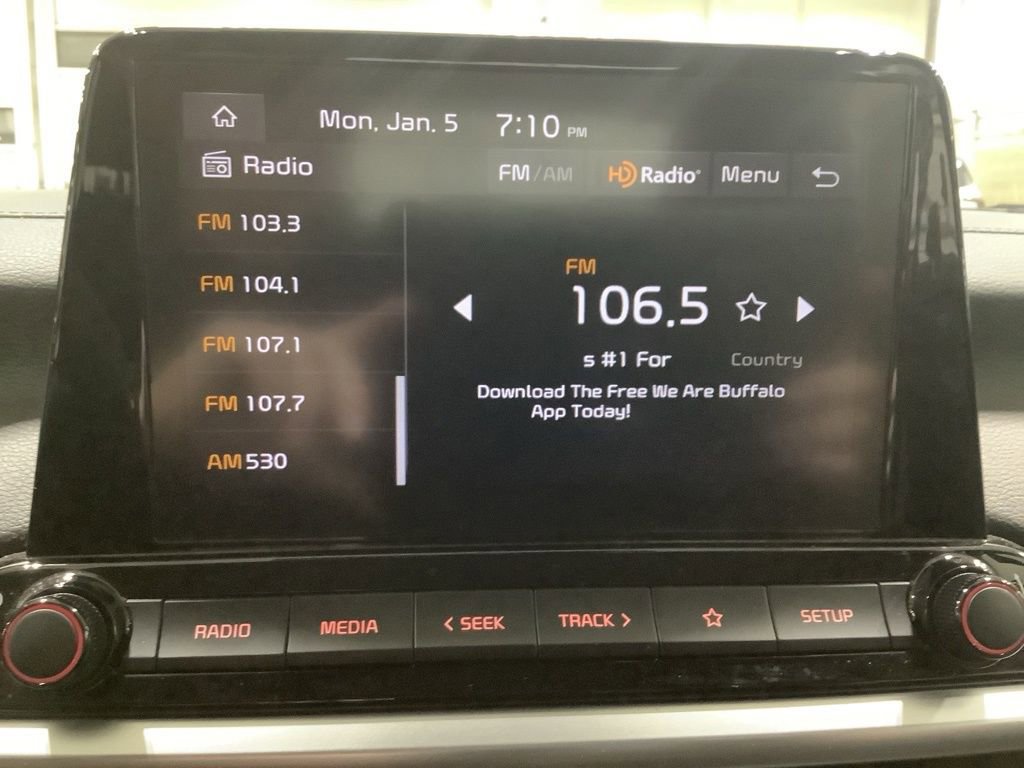 Mon, Jan. 5 7:10 PM
Radio FM/AM HD Radio® Menu
FM 103.3
FM 104.1
FM 107.1
FM 107.7
AM 530
FM
106.5
s #1 For Country
Download The Free We Are Buffalo
App Today!
RADIO MEDIA < SEEK TRACK > SETUP